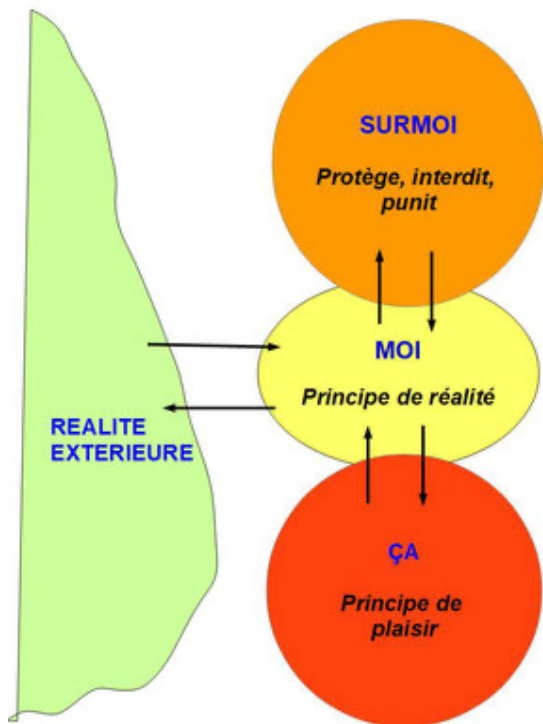 SURMOI
Protège, interdit,
punit
MOI
Principe de réalité
REALITE
EXTERIEURE
ÇA
Principe de
plaisir